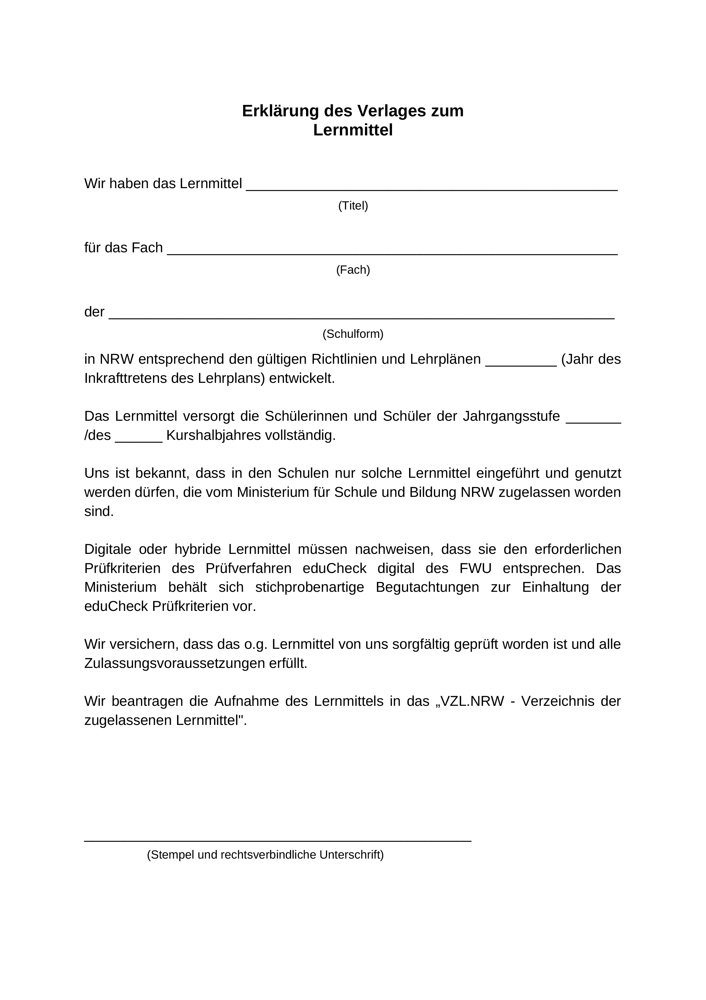 Erklärung des Verlages zum
Lernmittel
Wir haben das Lernmittel _______________________________________________
(Titel)
für das Fach _________________________________________________________
(Fach)
der ________________________________________________________________
(Schulform)
in NRW entsprechend den gültigen Richtlinien und Lehrplänen _________ (Jahr des
Inkrafttretens des Lehrplans) entwickelt.
Das Lernmittel versorgt die Schülerinnen und Schüler der Jahrgangsstufe _______
/des ______ Kurshalbjahres vollständig.
Uns ist bekannt, dass in den Schulen nur solche Lernmittel eingeführt und genutzt
werden dürfen, die vom Ministerium für Schule und Bildung NRW zugelassen worden
sind.
Digitale oder hybride Lernmittel müssen nachweisen, dass sie den erforderlichen
Prüfkriterien des Prüfverfahren eduCheck digital des FWU entsprechen. Das
Ministerium behält sich stichprobenartige Begutachtungen zur Einhaltung der
eduCheck Prüfkriterien vor.
Wir versichern, dass das o.g. Lernmittel von uns sorgfältig geprüft worden ist und alle
Zulassungsvoraussetzungen erfüllt.
Wir beantragen die Aufnahme des Lernmittels in das „VZL.NRW - Verzeichnis der
zugelassenen Lernmittel".
_________________________________________________
(Stempel und rechtsverbindliche Unterschrift)